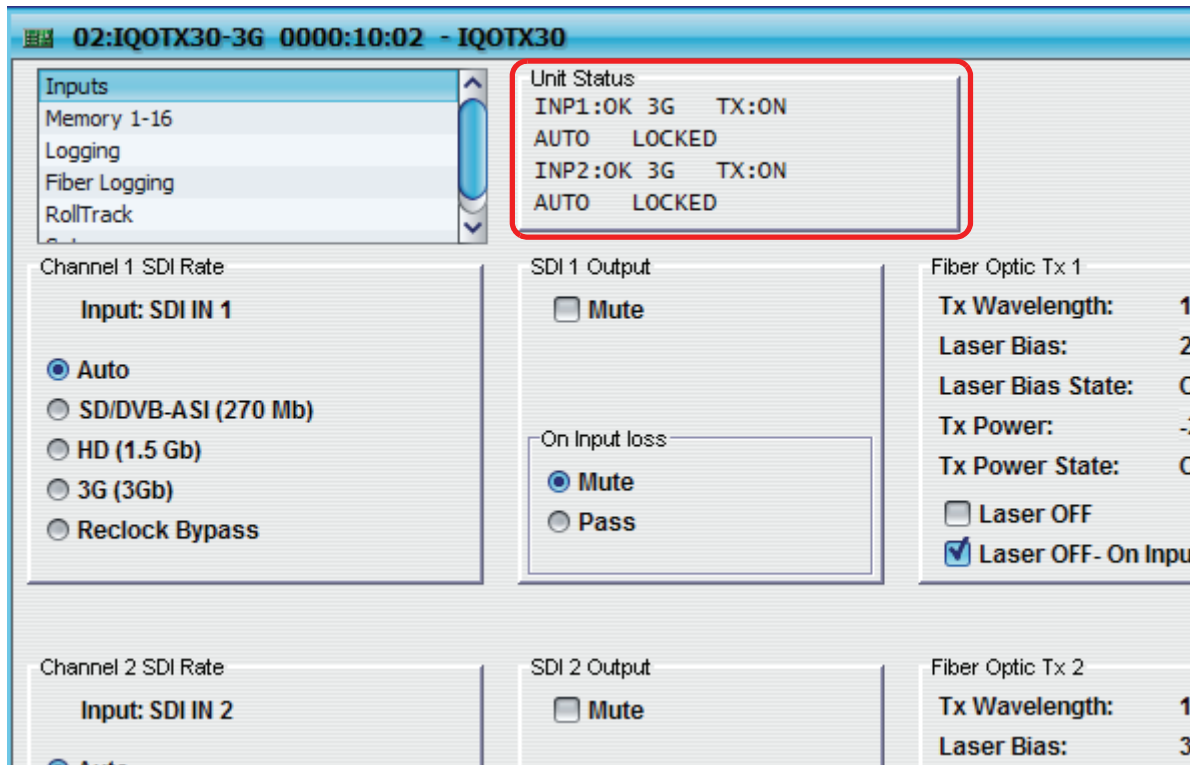 02:IQOTX30-3G 0000:10:02 - IQOTX30
Inputs
Memory 1-16
Logging
Fiber Logging
RollTrack
Unit Status
INP1:OK 3G TX:ON
AUTO LOCKED
INP2:OK 3G TX:ON
AUTO LOCKED
Channel 1 SDI Rate
Input: SDI IN 1
Auto
SD/DVB-ASI (270 Mb)
HD (1.5 Gb)
3G (3Gb)
Reclock Bypass
SDI 1 Output
Mute
On Input loss
Mute
Pass
Fiber Optic Tx 1
Tx Wavelength: 1
Laser Bias: 2
Laser Bias State:
Tx Power:
Tx Power State:
Laser OFF
Laser OFF- On
Channel 2 SDI Rate
Input: SDI IN 2
Auto
SDI 2 Output
Mute
Fiber Optic Tx 2
Tx Wavelength: 1
Laser Bias: 3